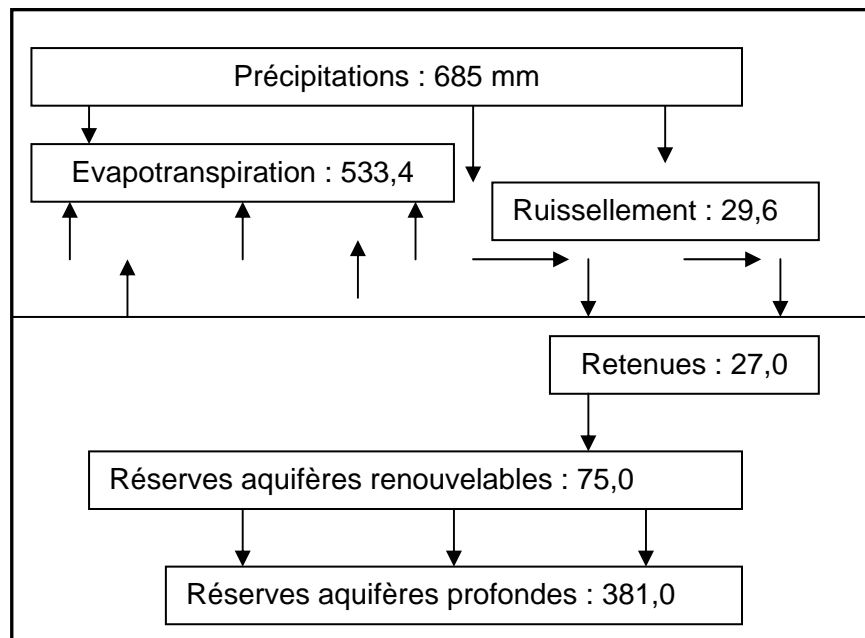 Précipitations : 685 mm
Evapotranspiration : 533,4
Ruissellement : 29,6
Retenues : 27,0
Réserves aquifères renouvelables : 75,0
Réserves aquifères profondes : 381,0